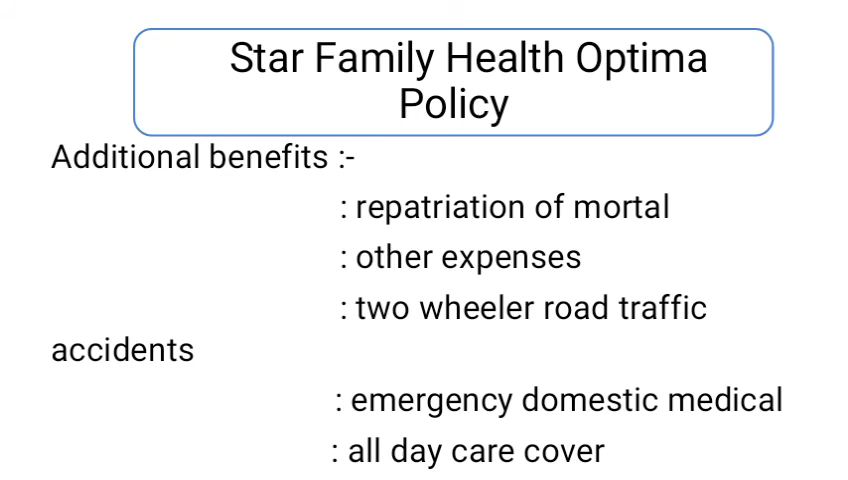 Star Family Health Optima
Policy
Additional benefits :-
: repatriation of mortal
: other expenses
: two wheeler road traffic
accidents
: emergency domestic medical
: all day care cover